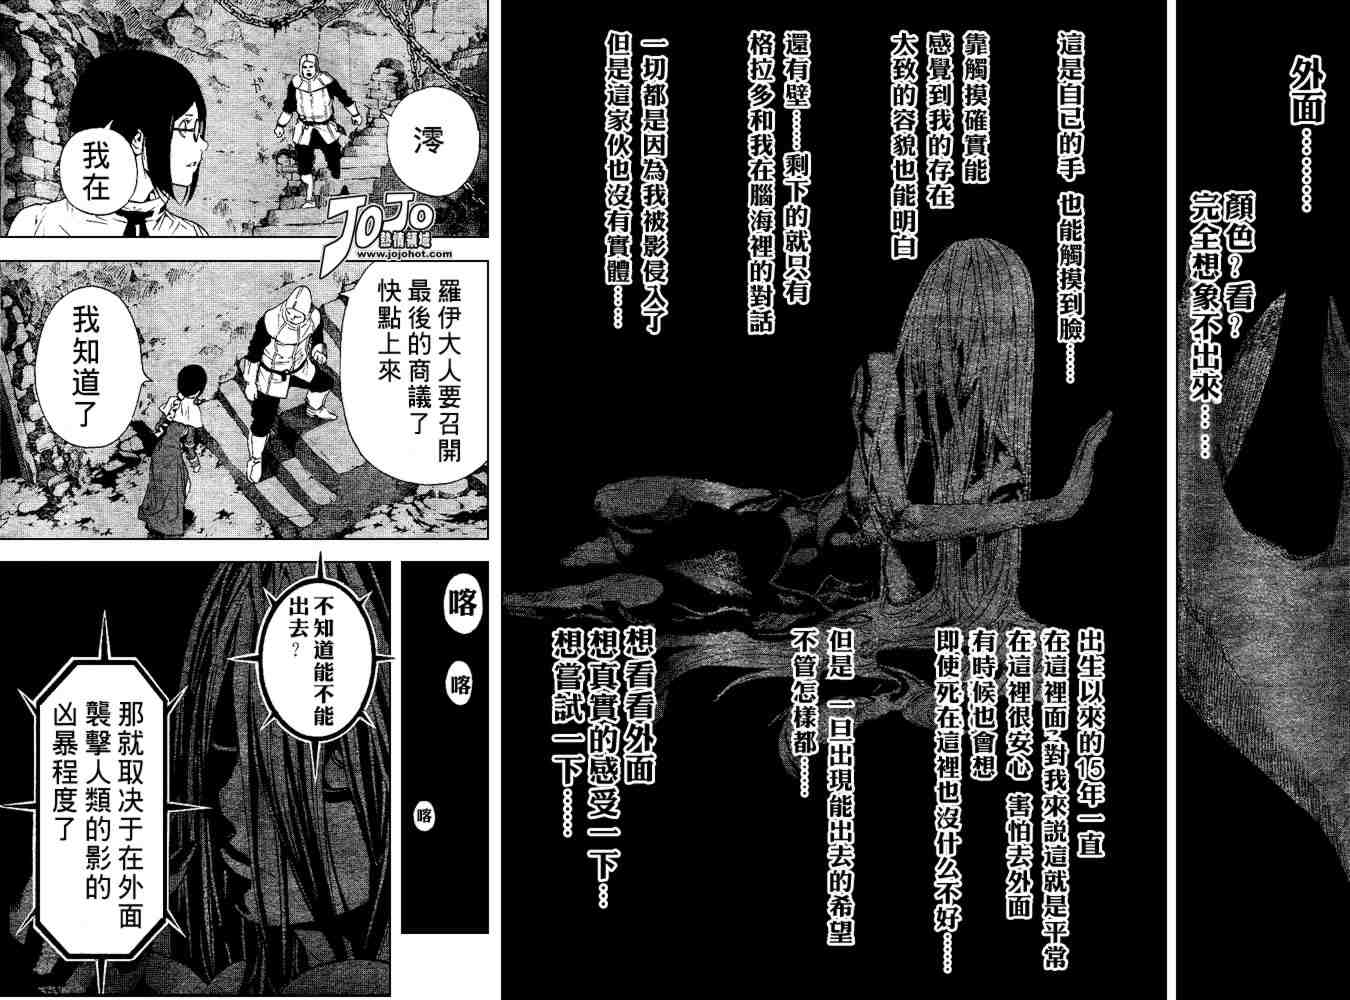 外面………
顏色?看?
完全想象不出來……
這是自己的手 也能觸摸到臉……
靠觸摸確實能
感覺到我的存在
大致的容貌也能明白
還有壁……剩下的就只有
格拉多和我在腦海裡的對話
一切都是因為我被影侵入了
但是這家伙也沒有實體……
出生以來的15年一直
在這裡面,對我來說這就是平常
在這裡很安心 害怕去外面
有時候也會想
即使死在這裡也沒什么不好……
但是 一旦出現能出去的希望
不管怎樣都……
想看看外面
想真實的感受一下…
想嘗試一下……
澪
我在
JOJO
熱情領域
www.jojohot.com
羅伊大人要召開
最後的商議了
快點上來
我知道了
喀
喀
喀
不知道能不能
出去?
那就取决于在外面
襲擊人類的影的
凶暴程度了